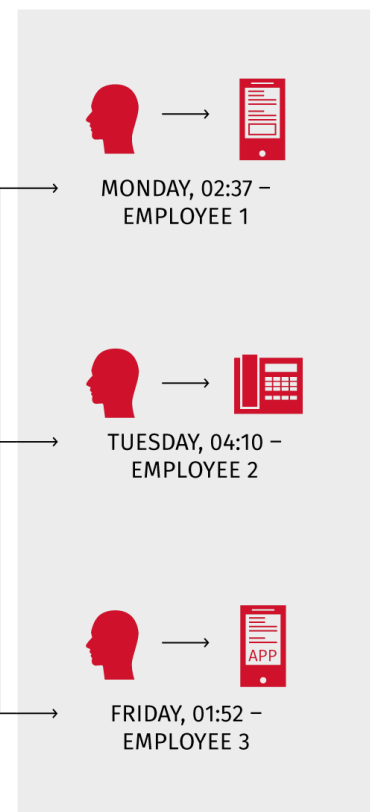 MONDAY, 02:37 –
EMPLOYEE 1
TUESDAY, 04:10 –
EMPLOYEE 2
APP
FRIDAY, 01:52 –
EMPLOYEE 3